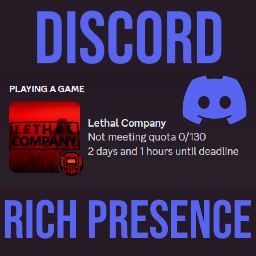 DISCORD
PLAYING A GAME
LETHAL
COMPANY
Lethal Company
Not meeting quota 0/130
2 days and 1 hours until deadline
RICH PRESENCE